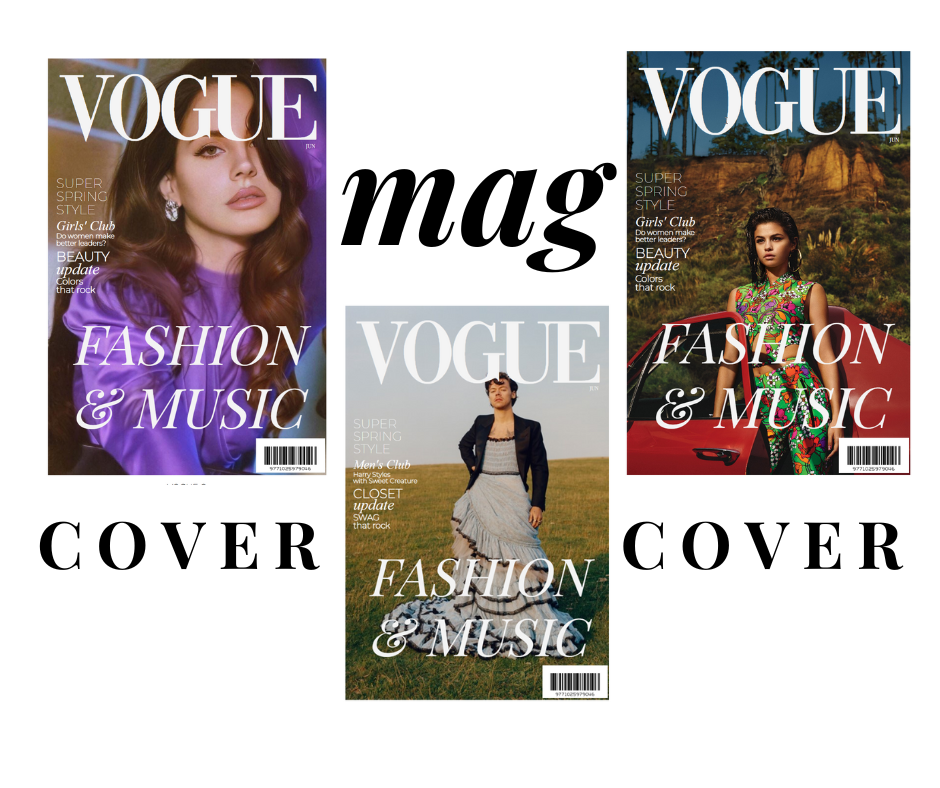 VOGUE
JUN
SUPER
SPRING
STYLE
Girls' Club
Do women make
better leaders?
BEAUTY
update
Colors
that rock
FASHION
& MUSIC
9771025979046
mag
VOGUE
JUN
SUPER
SPRING
STYLE
Men's Club
Harry Styles
with Sweet Creature
CLOSET
update
SWAG
that rock
FASHION
& MUSIC
9771025979046
VOGUE
JUN
SUPER
SPRING
STYLE
Girls' Club
Do women make
better leaders?
BEAUTY
update
Colors
that rock
FASHION
& MUSIC
9771025979046
COVER
COVER